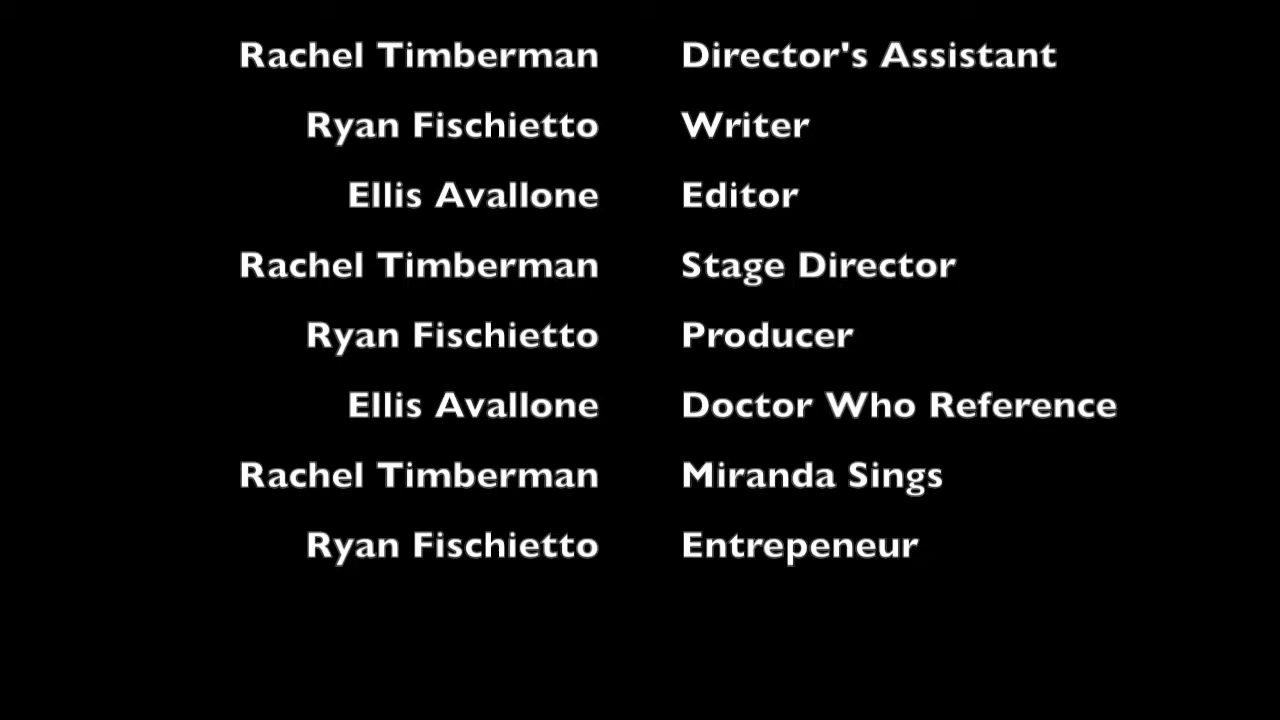 Rachel Timberman Director's Assistant
Ryan Fischietto Writer
Ellis Avallone Editor
Rachel Timberman Stage Director
Ryan Fischietto Producer
Ellis Avallone Doctor Who Reference
Rachel Timberman Miranda Sings
Ryan Fischietto Entrepeneur